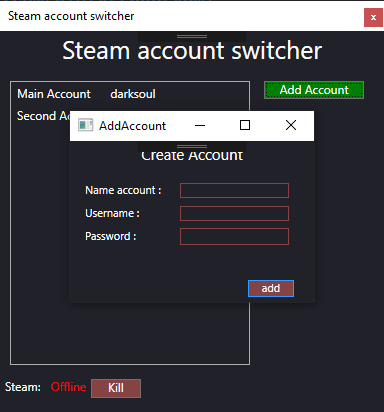 Steam account switcher
x
Steam account switcher
Main Account darksoul
Add Account
Second Ac
AddAccount
Create Account
Name account :
Username :
Password :
add
Steam: Offline Kill